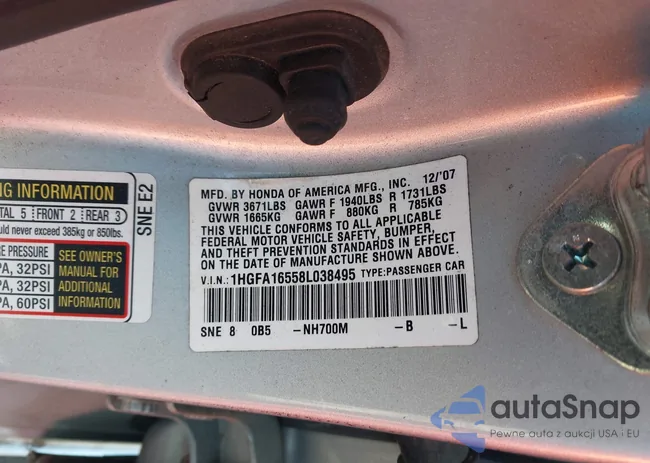 NG INFORMATION
TAL 5 FRONT 2 REAR 3
ould never exceed 385kg or 850lbs.
E PRESSURE
PA, 32PSI
PA, 32PSI
PA, 60PSI
SEE OWNER'S
MANUAL FOR
ADDITIONAL
INFORMATION
SNE E2
MFD. BY HONDA OF AMERICA MFG., INC. 12/'07
GVWR 3671LBS GAWR F 1940LBS R 1731LBS
GVWR 1665KG GAWR F 880KG R 785KG
THIS VEHICLE CONFORMS TO ALL APPLICABLE
FEDERAL MOTOR VEHICLE SAFETY, BUMPER,
AND THEFT PREVENTION STANDARDS IN EFFECT
ON THE DATE OF MANUFACTURE SHOWN ABOVE.
V.I.N.: 1HGFA16558L038495 TYPE:PASSENGER CAR
SNE 8 0B5 -NH700M -B -L
autaSnap
Pewne auta z aukcji USA i EU